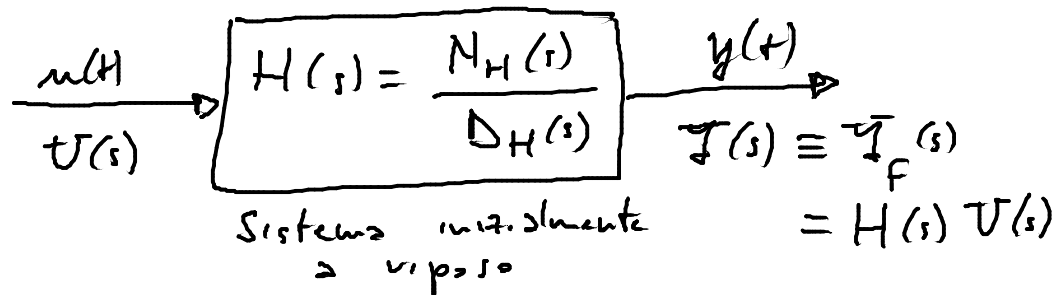 u(t)
U(s)
H(s) = N_H(s) / D_H(s)
y(t)
Y(s) ≡ Y_F(s)
= H(s) U(s)
Sistema inizialmente
a riposo